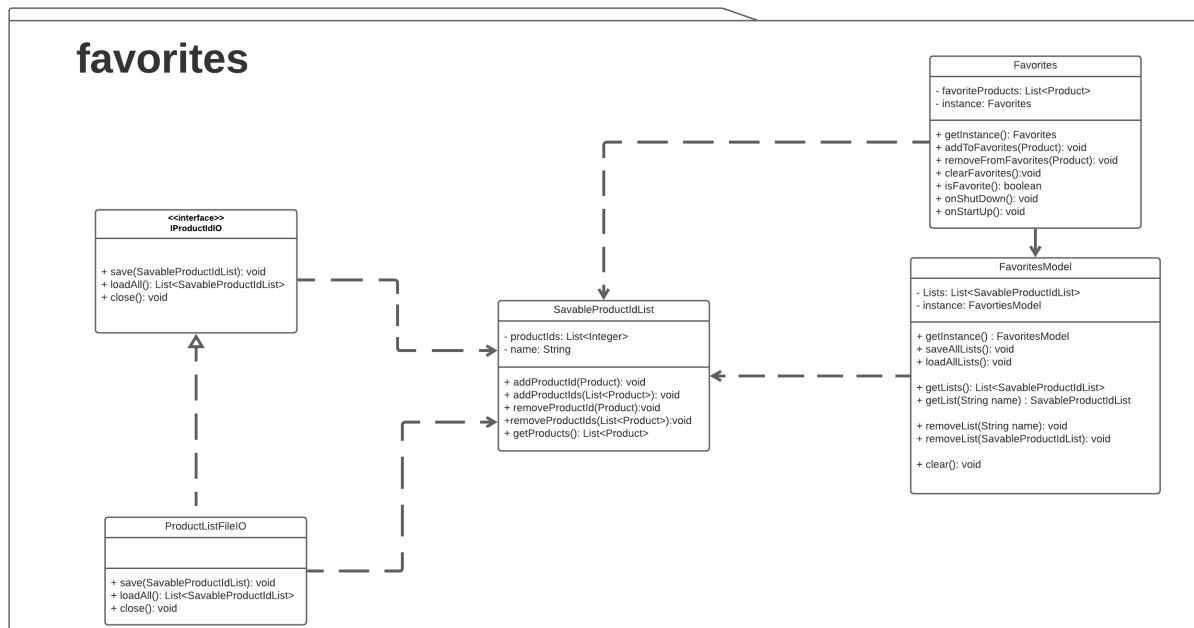 favorites
Favorites
- favoriteProducts: List<Product>
- instance: Favorites
+ getInstance(): Favorites
+ addToFavorites(Product): void
+ removeFromFavorites(Product): void
+ clearFavorites():void
+ isFavorite(): boolean
+ onShutDown(): void
+ onStartUp(): void
<<interface>>
IProductIdIO
+ save(SavableProductIdList): void
+ loadAll(): List<SavableProductIdList>
+ close(): void
SavableProductIdList
- productIds: List<Integer>
- name: String
+ addProductId(Product): void
+ addProductIds(List<Product>): void
+ removeProductId(Product):void
+removeProductIds(List<Product>):void
+ getProducts(): List<Product>
FavoritesModel
- Lists: List<SavableProductIdList>
- instance: FavortiesModel
+ getInstance() : FavoritesModel
+ saveAllLists(): void
+ loadAllLists(): void
+ getLists(): List<SavableProductIdList>
+ getList(String name) : SavableProductIdList
+ removeList(String name): void
+ removeList(SavableProductIdList): void
+ clear(): void
ProductListFileIO
+ save(SavableProductIdList): void
+ loadAll(): List<SavableProductIdList>
+ close(): void